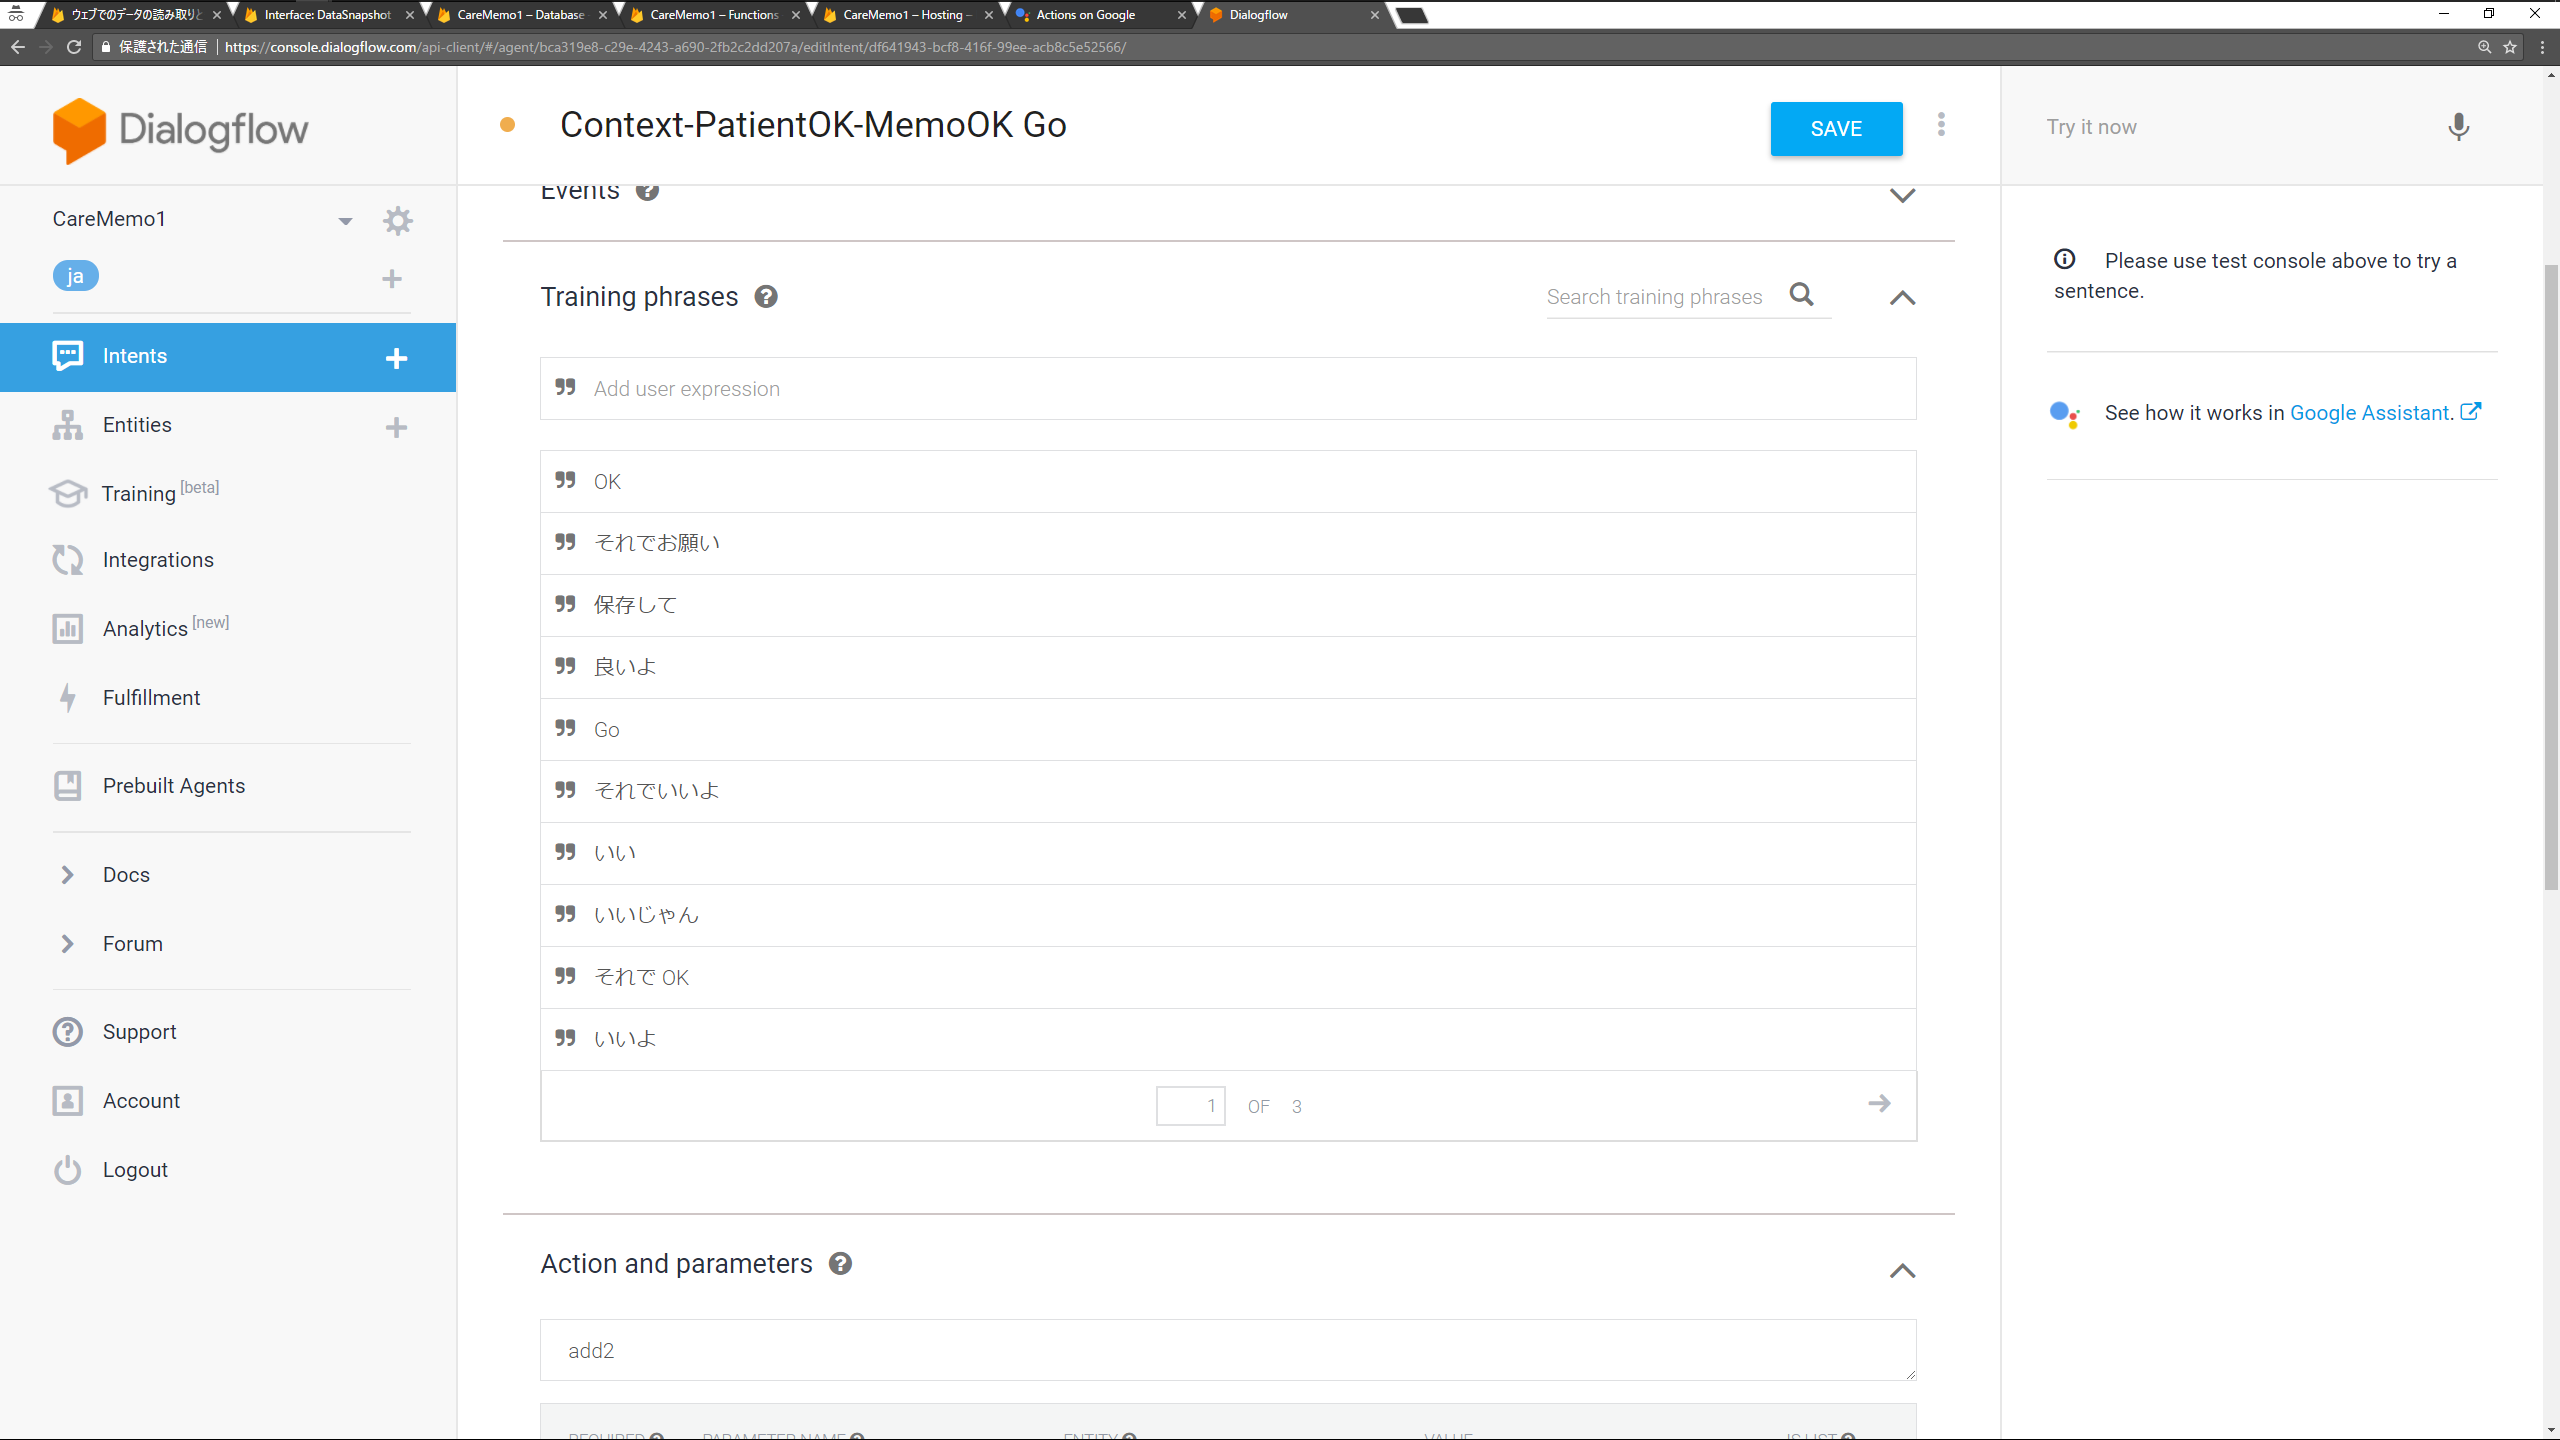 ウェブでのデータの読み取りと
Interface: DataSnapshot
CareMemo1 – Database
CareMemo1 – Functions
CareMemo1 – Hosting –
Actions on Google
Dialogflow
保護された通信
https://console.dialogflow.com/api-client/#/agent/bca319e8-c29e-4243-a690-2fb2c2dd207a/editIntent/df641943-bcf8-416f-99ee-acb8c5e52566/
Dialogflow
CareMemo1
ja
Intents
Entities
Training [beta]
Integrations
Analytics [new]
Fulfillment
Prebuilt Agents
Docs
Forum
Support
Account
Logout
Context-PatientOK-MemoOK Go
SAVE
Events
Training phrases
Search training phrases
Add user expression
OK
それでお願い
保存して
良いよ
Go
それでいいよ
いい
いいじゃん
それで OK
いいよ
1 OF 3
Action and parameters
add2
REQUIRED PARAMETER NAME ENTITY VALUE IS LIST
Try it now
Please use test console above to try a
sentence.
See how it works in Google Assistant.